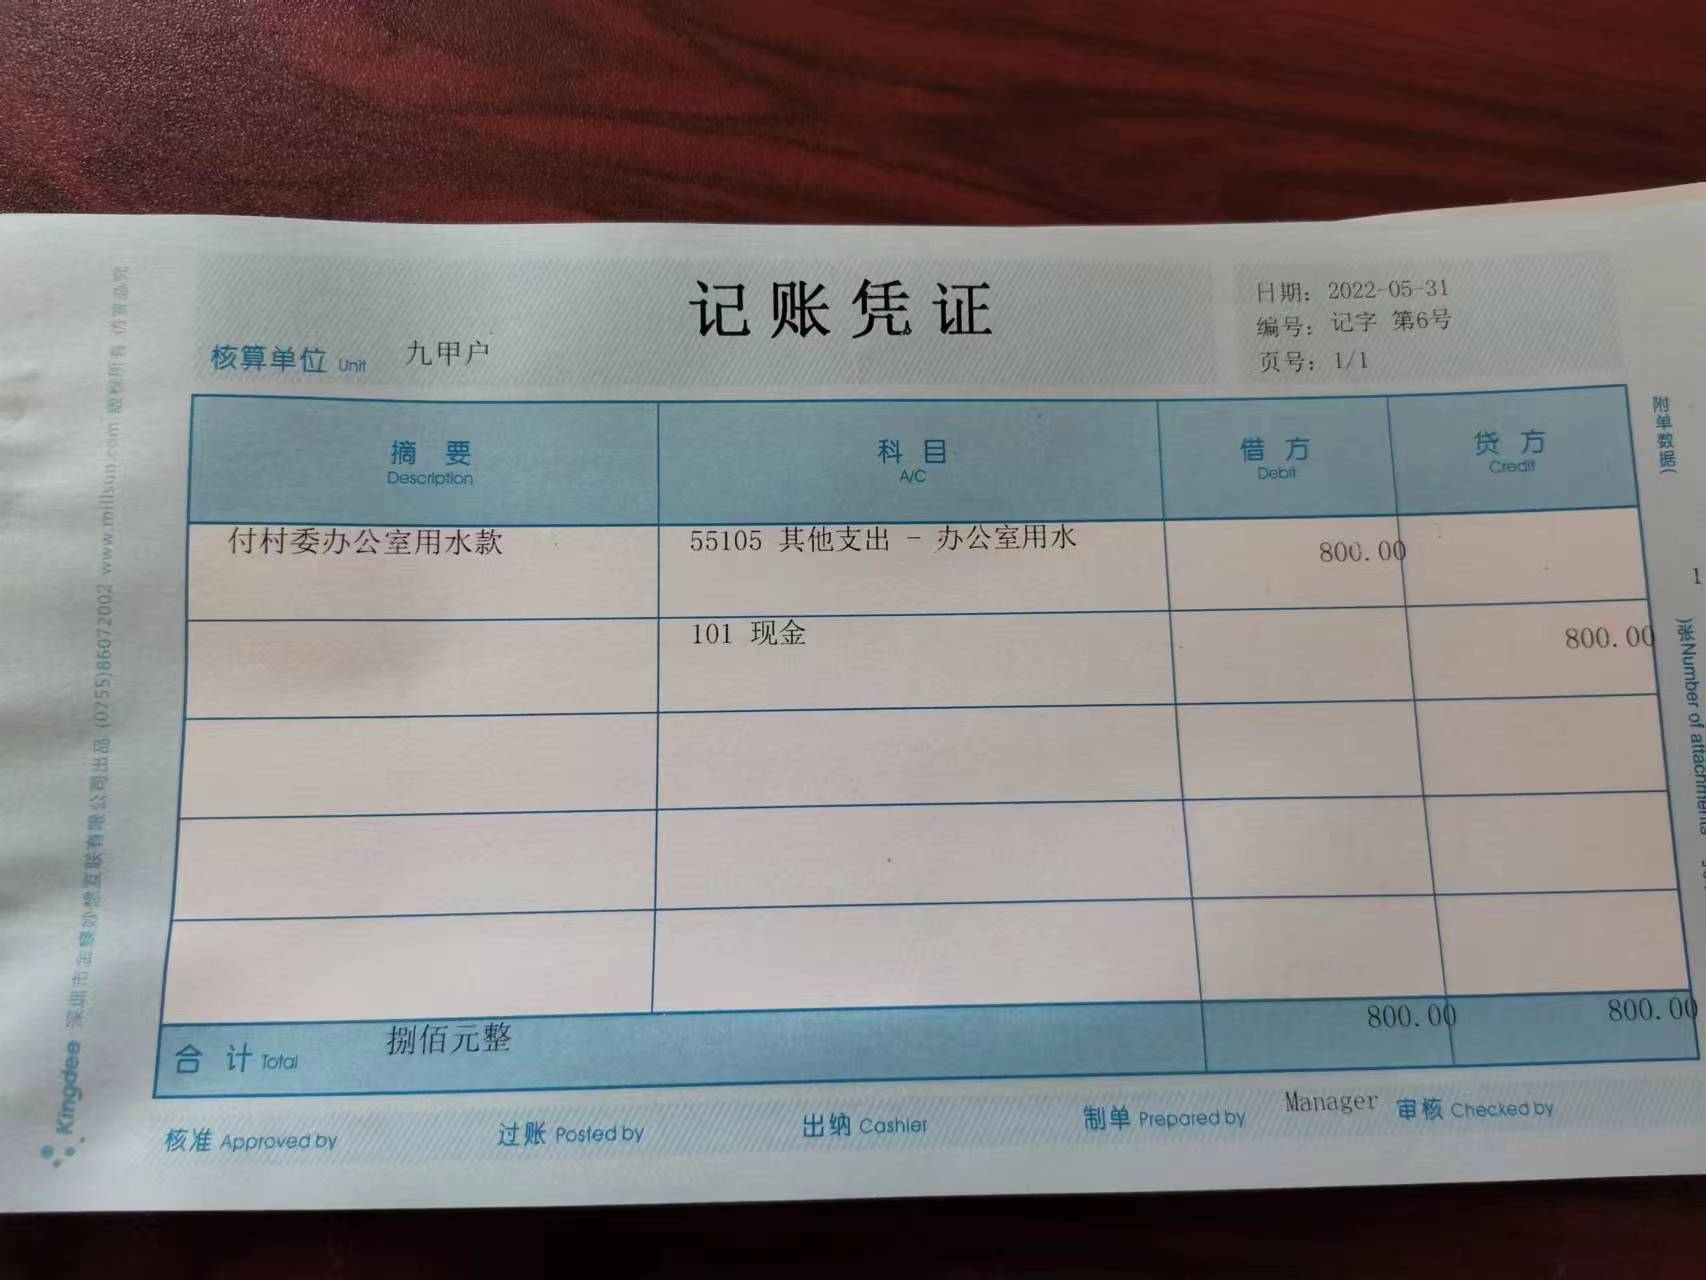 记账凭证
日期：2022-05-31
编号：记字 第6号
页号：1/1
核算单位 Unit 九甲户
摘 要 科 目 借 方 贷 方
Description A/C Debit Credit
付村委办公室用水款 55105 其他支出 - 办公室用水 800.00
101 现金 800.00
合 计 Total 捌佰元整 800.00 800.00
核准 Approved by 过账 Posted by 出纳 Cashier 制单 Prepared by Manager 审核 Checked by
附单数据( 1 )张 Number of attachments
Kingdee 深圳市金蝶妙想互联有限公司出品 (0755)86072002 www.millsun.com 版权所有 仿冒必究